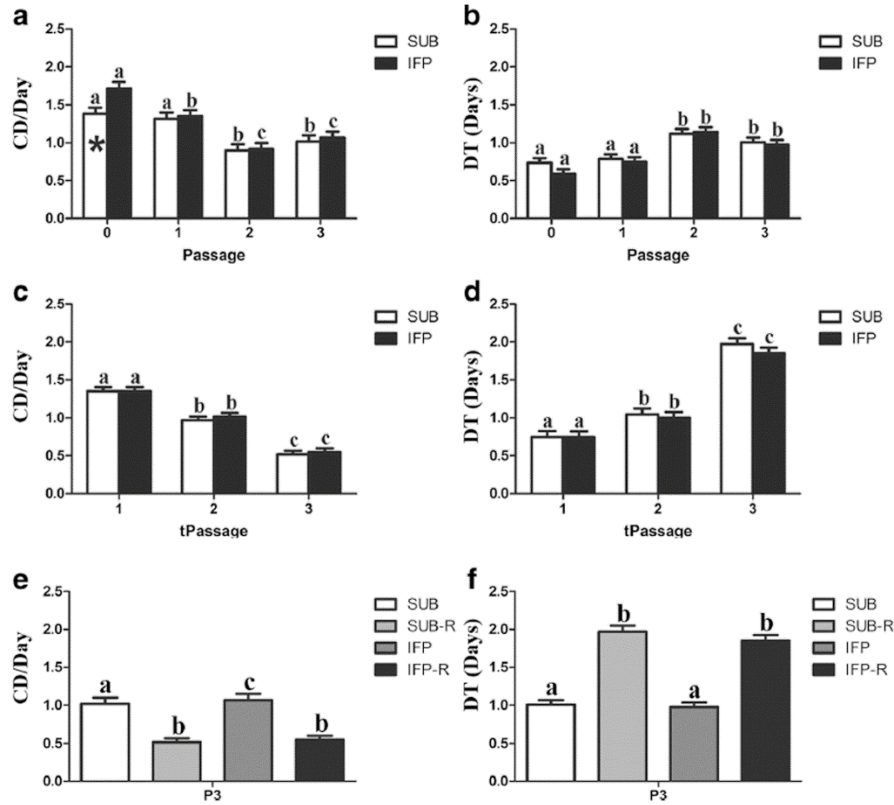 a
CD/Day
2.5
2.0
1.5
1.0
0.5
0.0
a a a b b c b c
*
0 1 2 3
Passage
SUB
IFP
b
DT (Days)
2.5
2.0
1.5
1.0
0.5
0.0
a a a a b b b b
0 1 2 3
Passage
SUB
IFP
c
CD/Day
2.5
2.0
1.5
1.0
0.5
0.0
a a b b c c
1 2 3
tPassage
SUB
IFP
d
DT (Days)
2.5
2.0
1.5
1.0
0.5
0.0
a a b b c c
1 2 3
tPassage
SUB
IFP
e
CD/Day
2.5
2.0
1.5
1.0
0.5
0.0
a b c b
P3
SUB
SUB-R
IFP
IFP-R
f
DT (Days)
2.5
2.0
1.5
1.0
0.5
0.0
a b a b
P3
SUB
SUB-R
IFP
IFP-R